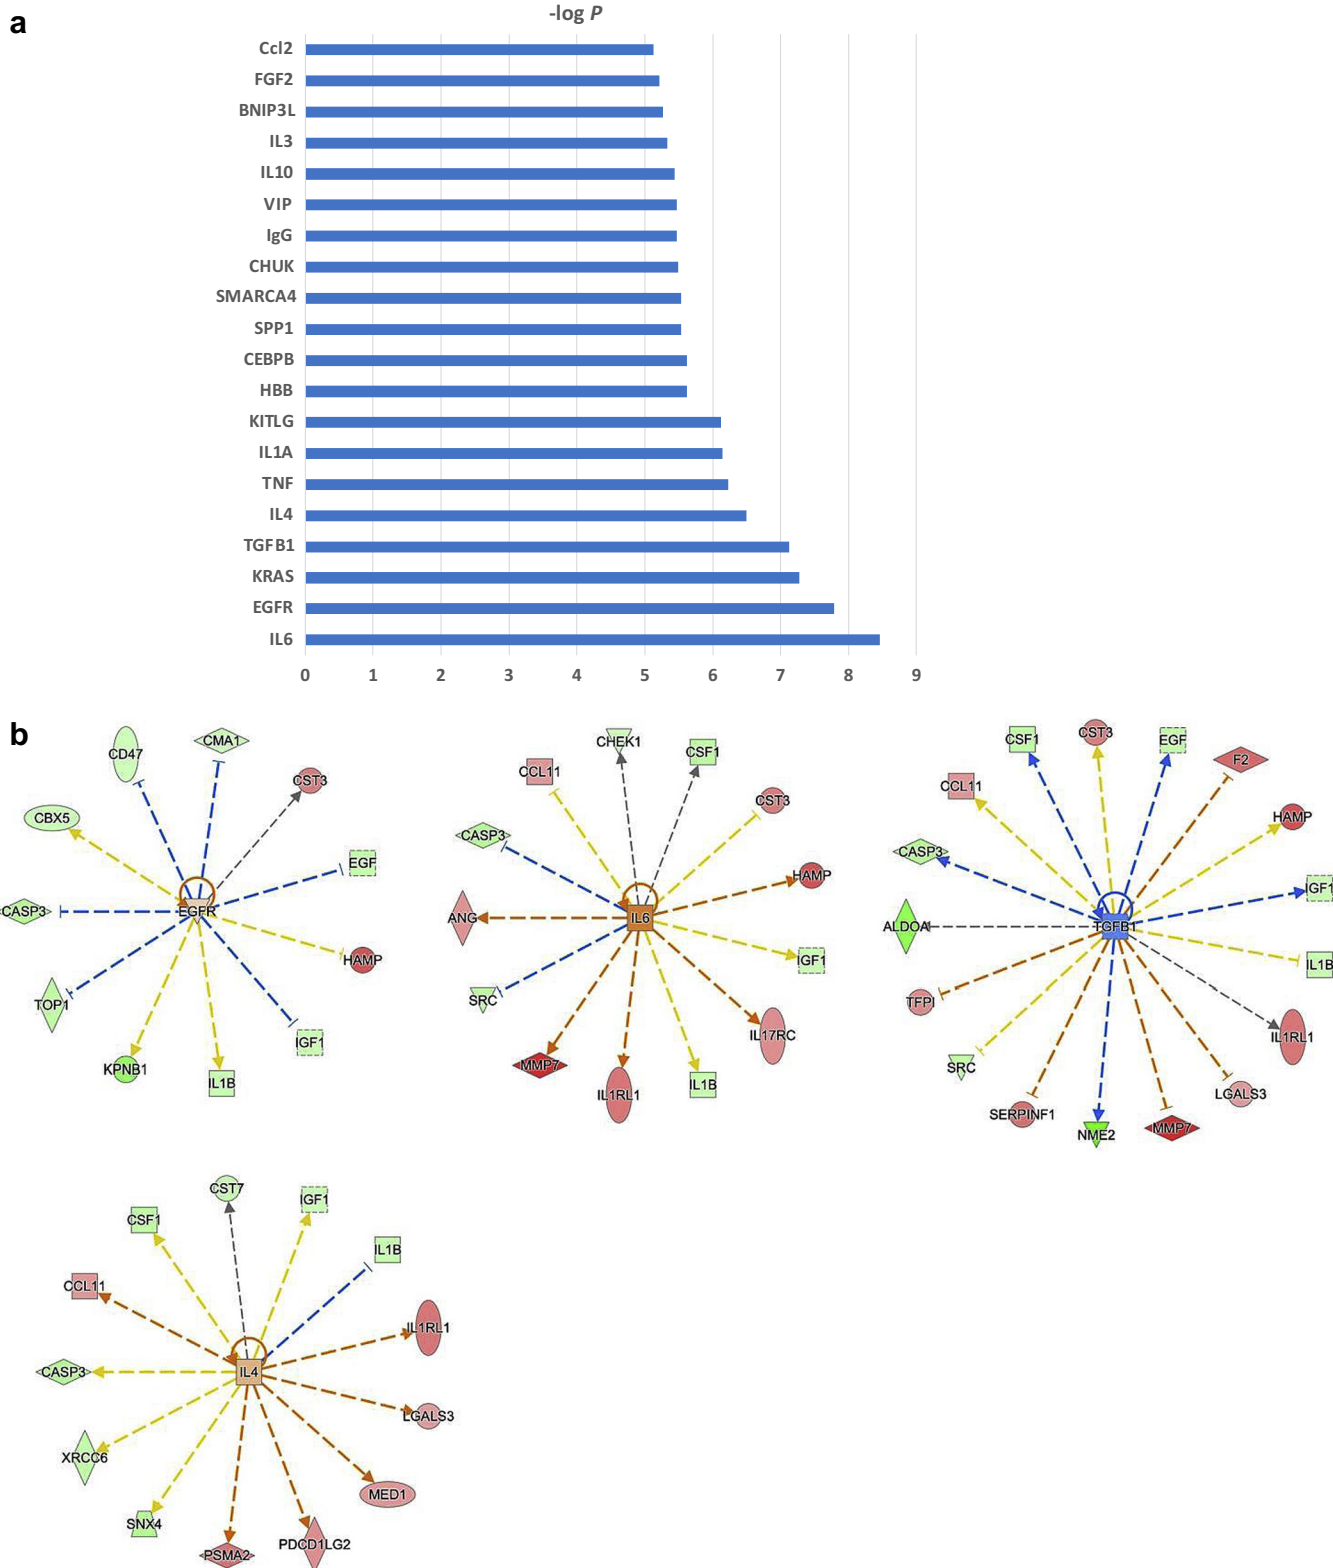 a
-log P
Ccl2
FGF2
BNIP3L
IL3
IL10
VIP
IgG
CHUK
SMARCA4
SPP1
CEBPB
HBB
KITLG
IL1A
TNF
IL4
TGFB1
KRAS
EGFR
IL6
0 1 2 3 4 5 6 7 8 9
b
CD47
CMA1
CST3
CBX5
EGF
CASP3
EGFR
HAMP
TOP1
IGF1
KPNB1
IL1B
CHEK1
CSF1
CCL11
CST3
CASP3
HAMP
ANG
IL6
IGF1
SRC
IL17RC
MMP7
IL1RL1
IL1B
CSF1
CST3
EGF
F2
CCL11
HAMP
CASP3
IGF1
ALDOA
TGFB1
IL1B
TFPI
IL1RL1
SRC
LGALS3
SERPINF1
NME2
MMP7
CST7
IGF1
CSF1
IL1B
CCL11
IL1RL1
CASP3
IL4
LGALS3
XRCC6
MED1
SNX4
PSMA2
PDCD1LG2